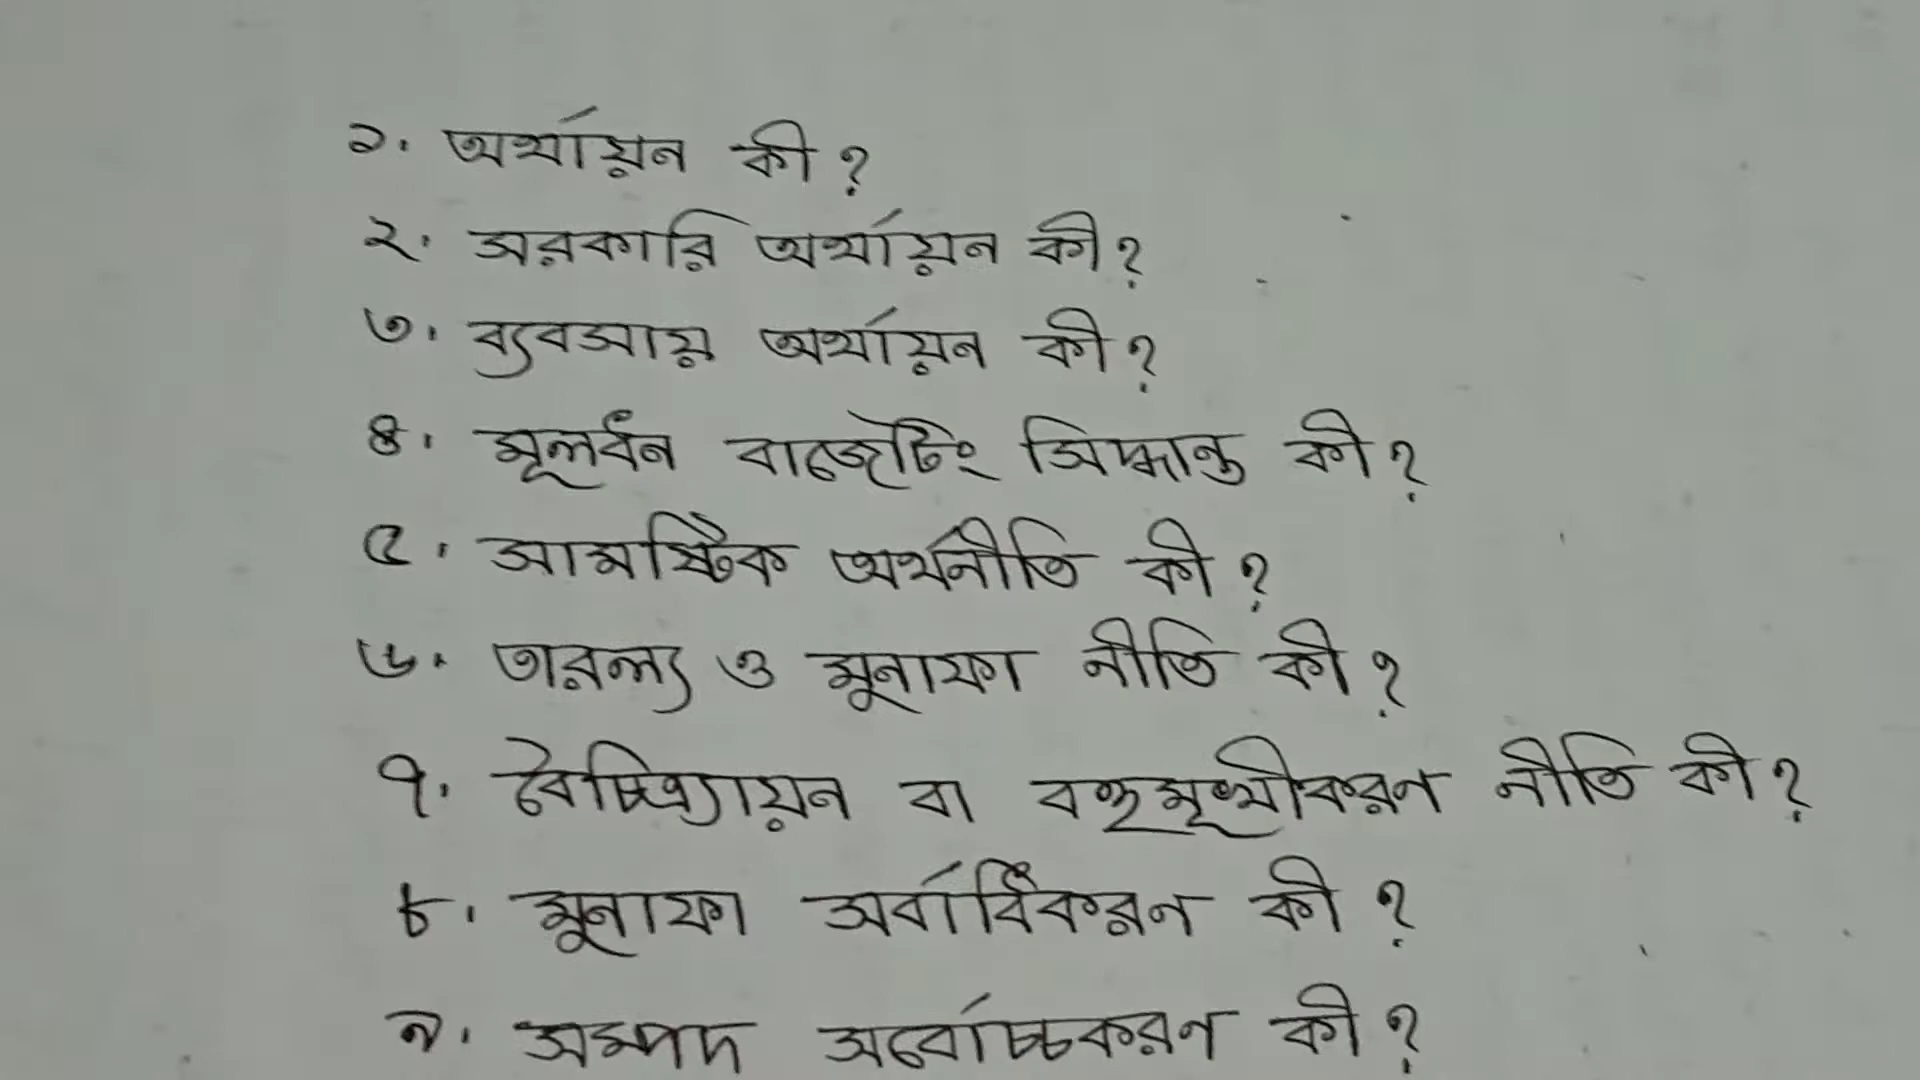 ১. অর্থায়ন কী?
২. সরকারি অর্থায়ন কী?
৩. ব্যবসায় অর্থায়ন কী?
৪. মূলধন বাজেটিং সিদ্ধান্ত কী?
৫. সামষ্টিক অর্থনীতি কী?
৬. তারল্য ও মুনাফা নীতি কী?
৭. বৈচিত্র্যায়ন বা বহুমূখীকরণ নীতি কী?
৮. মুনাফা সর্বাধিকরণ কী?
৯. সম্পদ সর্বোচ্চকরণ কী?